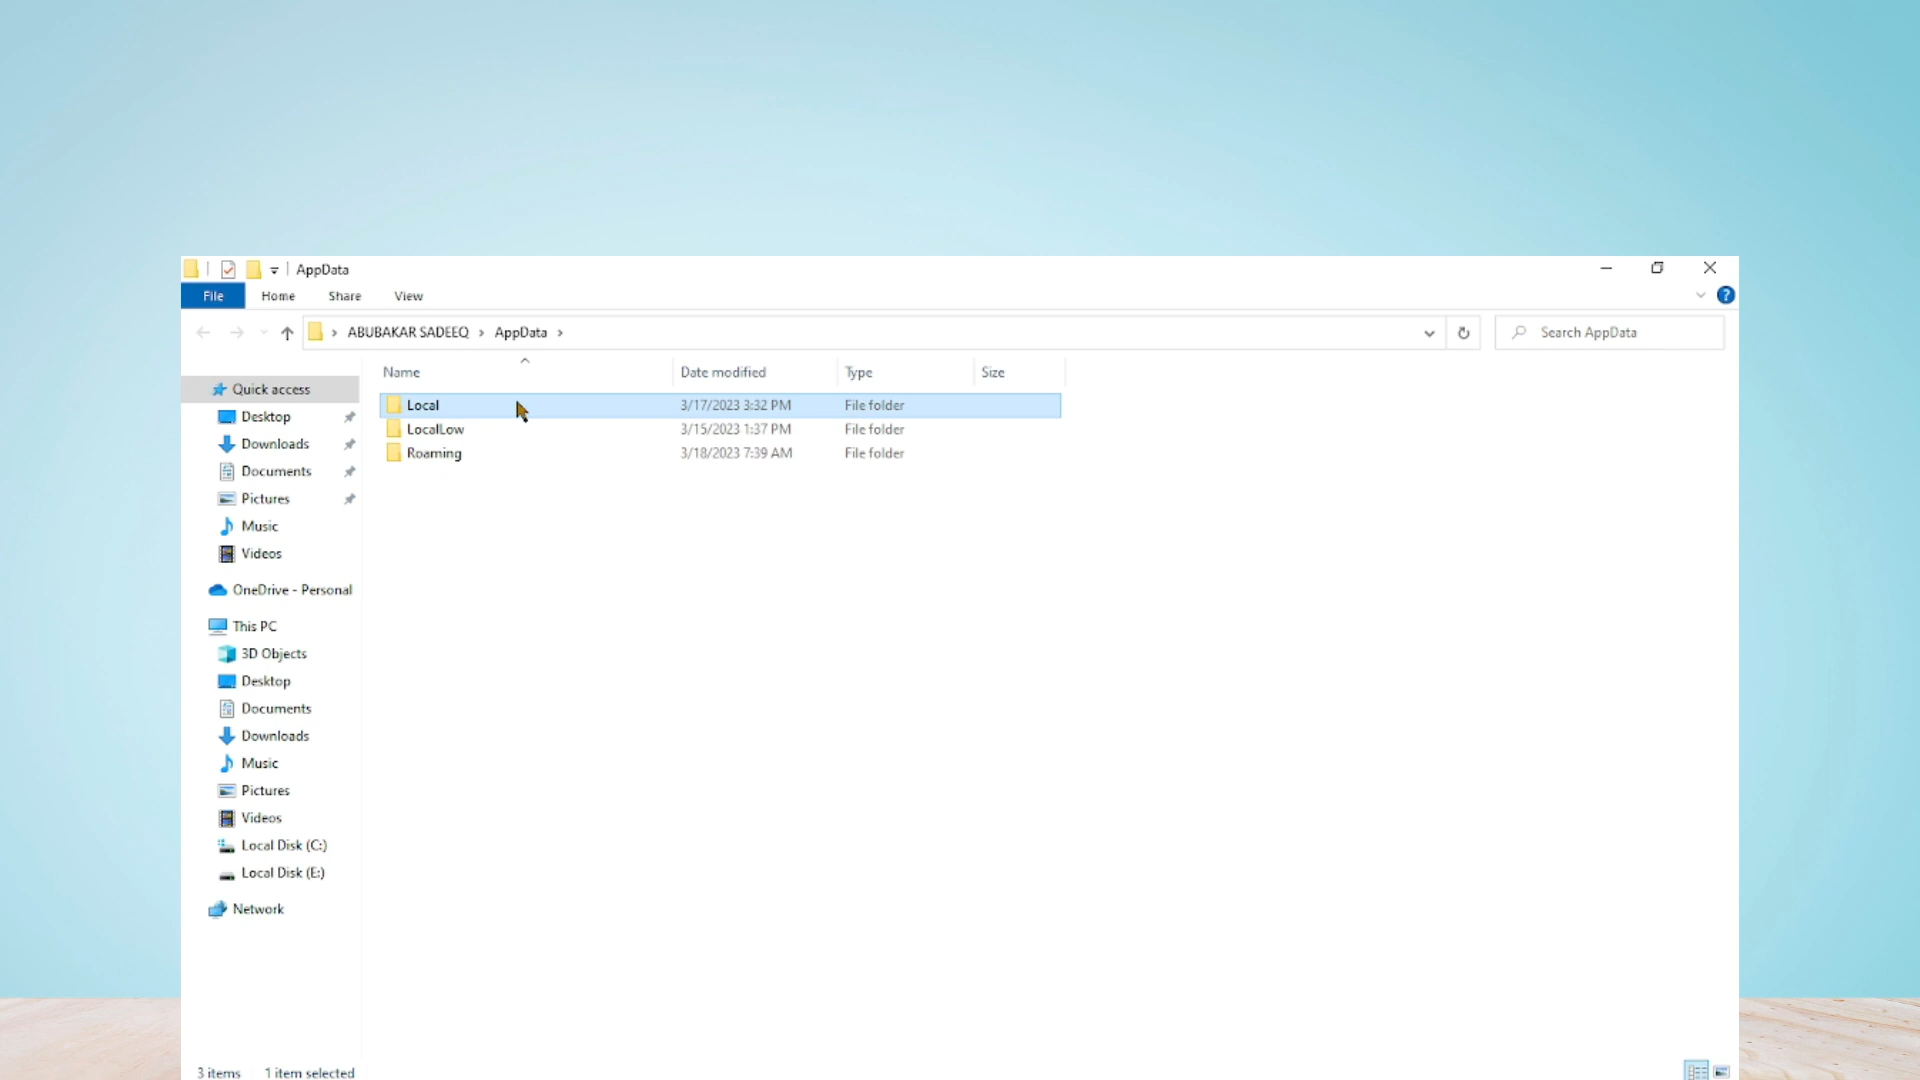 AppData
File Home Share View
ABUBAKAR SADEEQ > AppData >
Search AppData
Name Date modified Type Size
Local 3/17/2023 3:32 PM File folder
LocalLow 3/15/2023 1:37 PM File folder
Roaming 3/18/2023 7:39 AM File folder
Quick access
Desktop
Downloads
Documents
Pictures
Music
Videos
OneDrive - Personal
This PC
3D Objects
Desktop
Documents
Downloads
Music
Pictures
Videos
Local Disk (C:)
Local Disk (E:)
Network
3 items 1 item selected